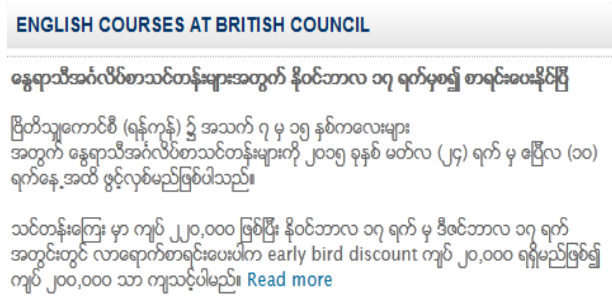 ENGLISH COURSES AT BRITISH COUNCIL
နွေရာသီအင်္ဂလိပ်စာသင်တန်းများအတွက် နိုဝင်ဘာလ ၁၇ ရက်မှစ၍ စာရင်းပေးနိုင်ပြီ
ဗြိတိသျှကောင်စီ (ရန်ကုန်) ၌ အသက် ၇ မှ ၁၅ နှစ်ကလေးများ
အတွက် နွေရာသီအင်္ဂလိပ်စာသင်တန်းများကို ၂၀၁၅ ခုနှစ် မတ်လ (၂၄) ရက် မှ ဧပြီလ (၁၀)
ရက်နေ့ အထိ ဖွင့်လှစ်မည်ဖြစ်ပါသည်။
သင်တန်းကြေး မှာ ကျပ် ၂၂၀,၀၀၀ ဖြစ်ပြီး နိုဝင်ဘာလ ၁၇ ရက် မှ ဒီဇင်ဘာလ ၁၇ ရက်
အတွင်းတွင် လာရောက်စာရင်းပေးပါက early bird discount ကျပ် ၂၀,၀၀၀ ရရှိမည်ဖြစ်၍
ကျပ် ၂၀၀,၀၀၀ သာ ကျသင့်ပါမည်။ Read more